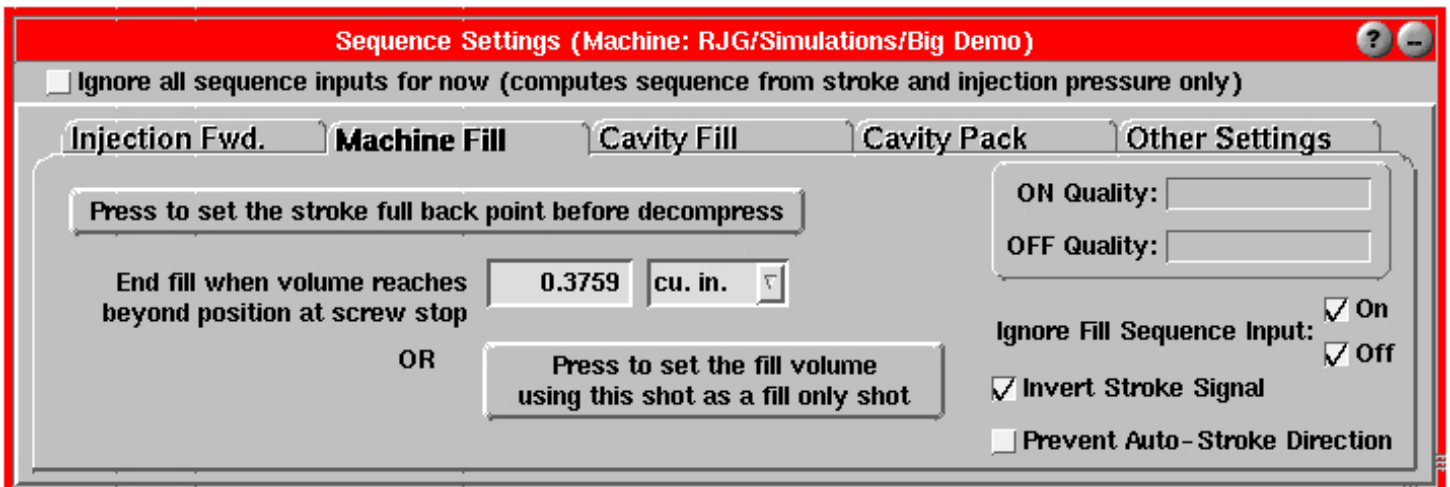 Sequence Settings (Machine: RJG/Simulations/Big Demo)
?
Ignore all sequence inputs for now (computes sequence from stroke and injection pressure only)
Injection Fwd.
Machine Fill
Cavity Fill
Cavity Pack
Other Settings
Press to set the stroke full back point before decompress
ON Quality:
OFF Quality:
End fill when volume reaches
beyond position at screw stop
0.3759
cu. in.
OR
Press to set the fill volume
using this shot as a fill only shot
Ignore Fill Sequence Input:
On
Off
Invert Stroke Signal
Prevent Auto-Stroke Direction